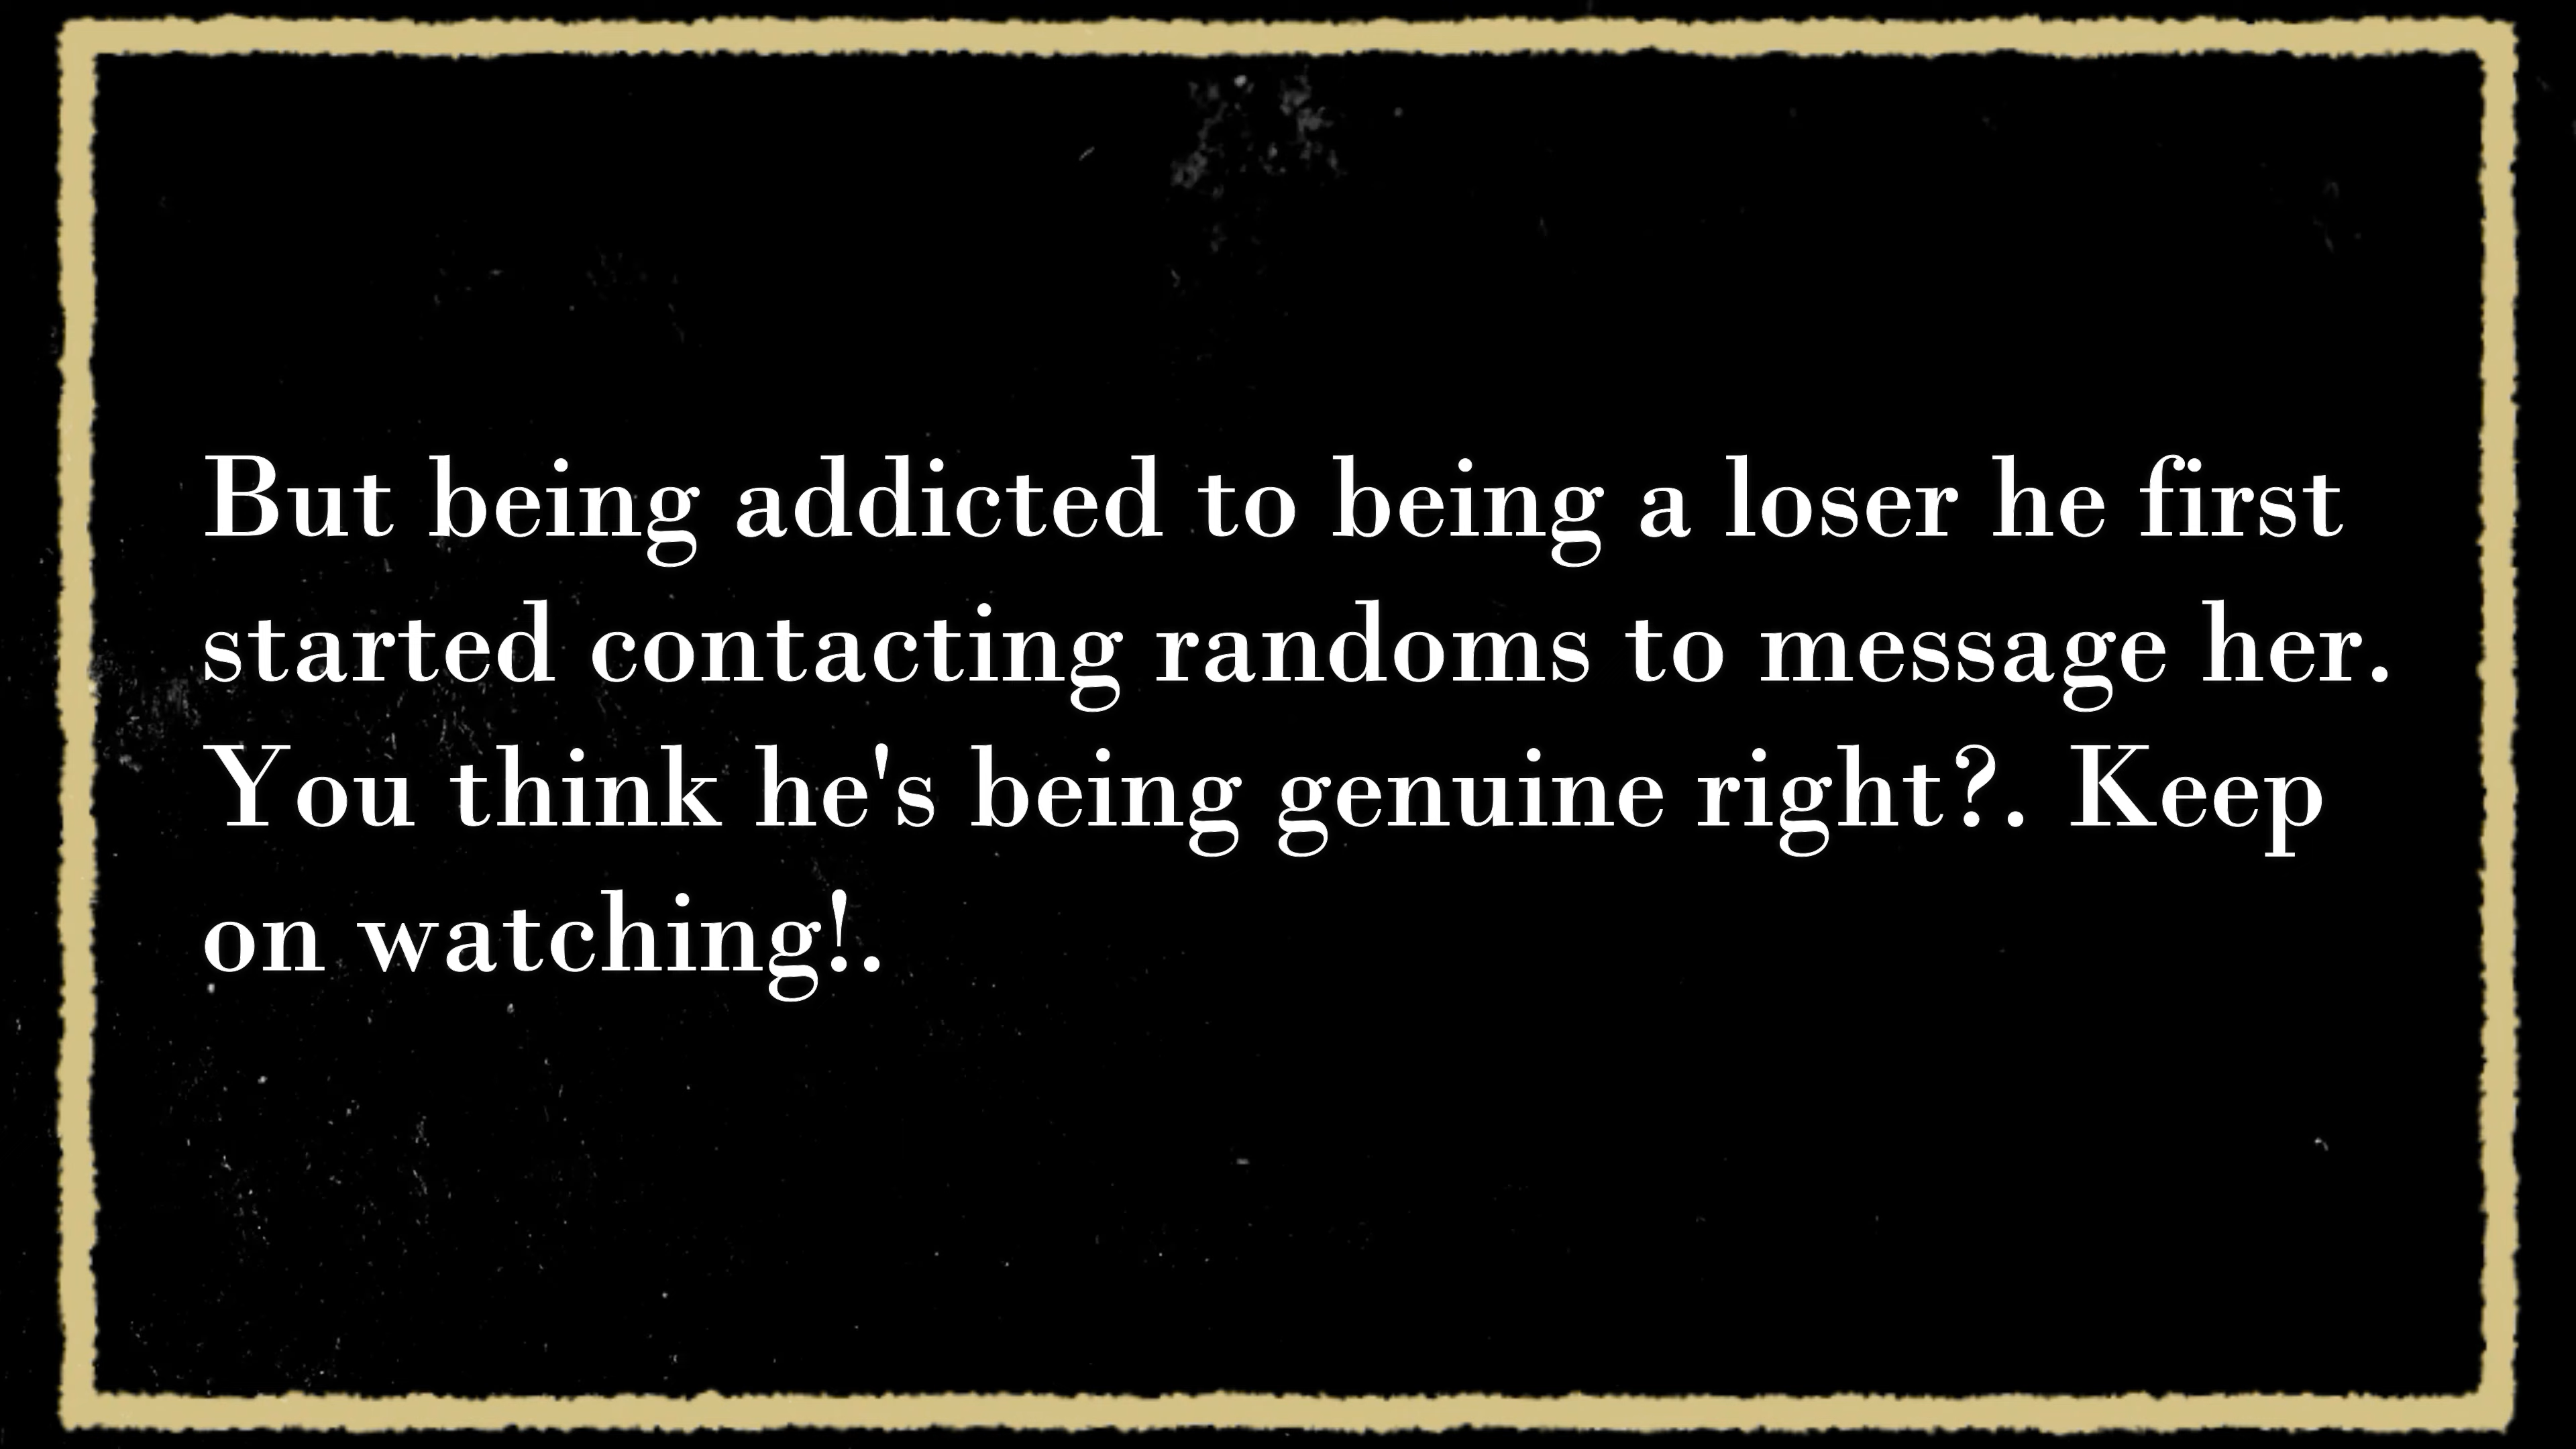 But being addicted to being a loser he first
started contacting randoms to message her.
You think he's being genuine right?. Keep
on watching!.